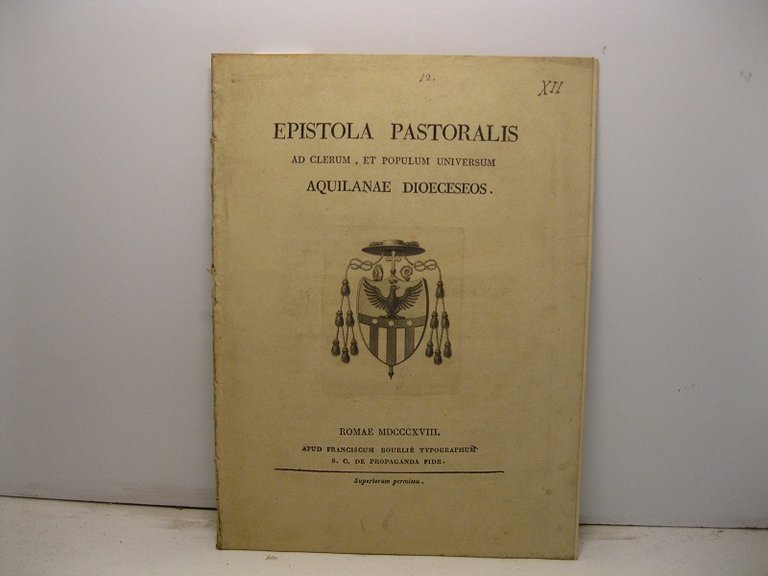 12.
XII
EPISTOLA PASTORALIS
AD CLERUM, ET POPULUM UNIVERSUM
AQUILANAE DIOECESEOS.
ROMAE MDCCCXVIII.
APUD FRANCISCUM BOURLIÉ TYPOGRAPHUM
S. C. DE PROPAGANDA FIDE.
Superiorum permissu.